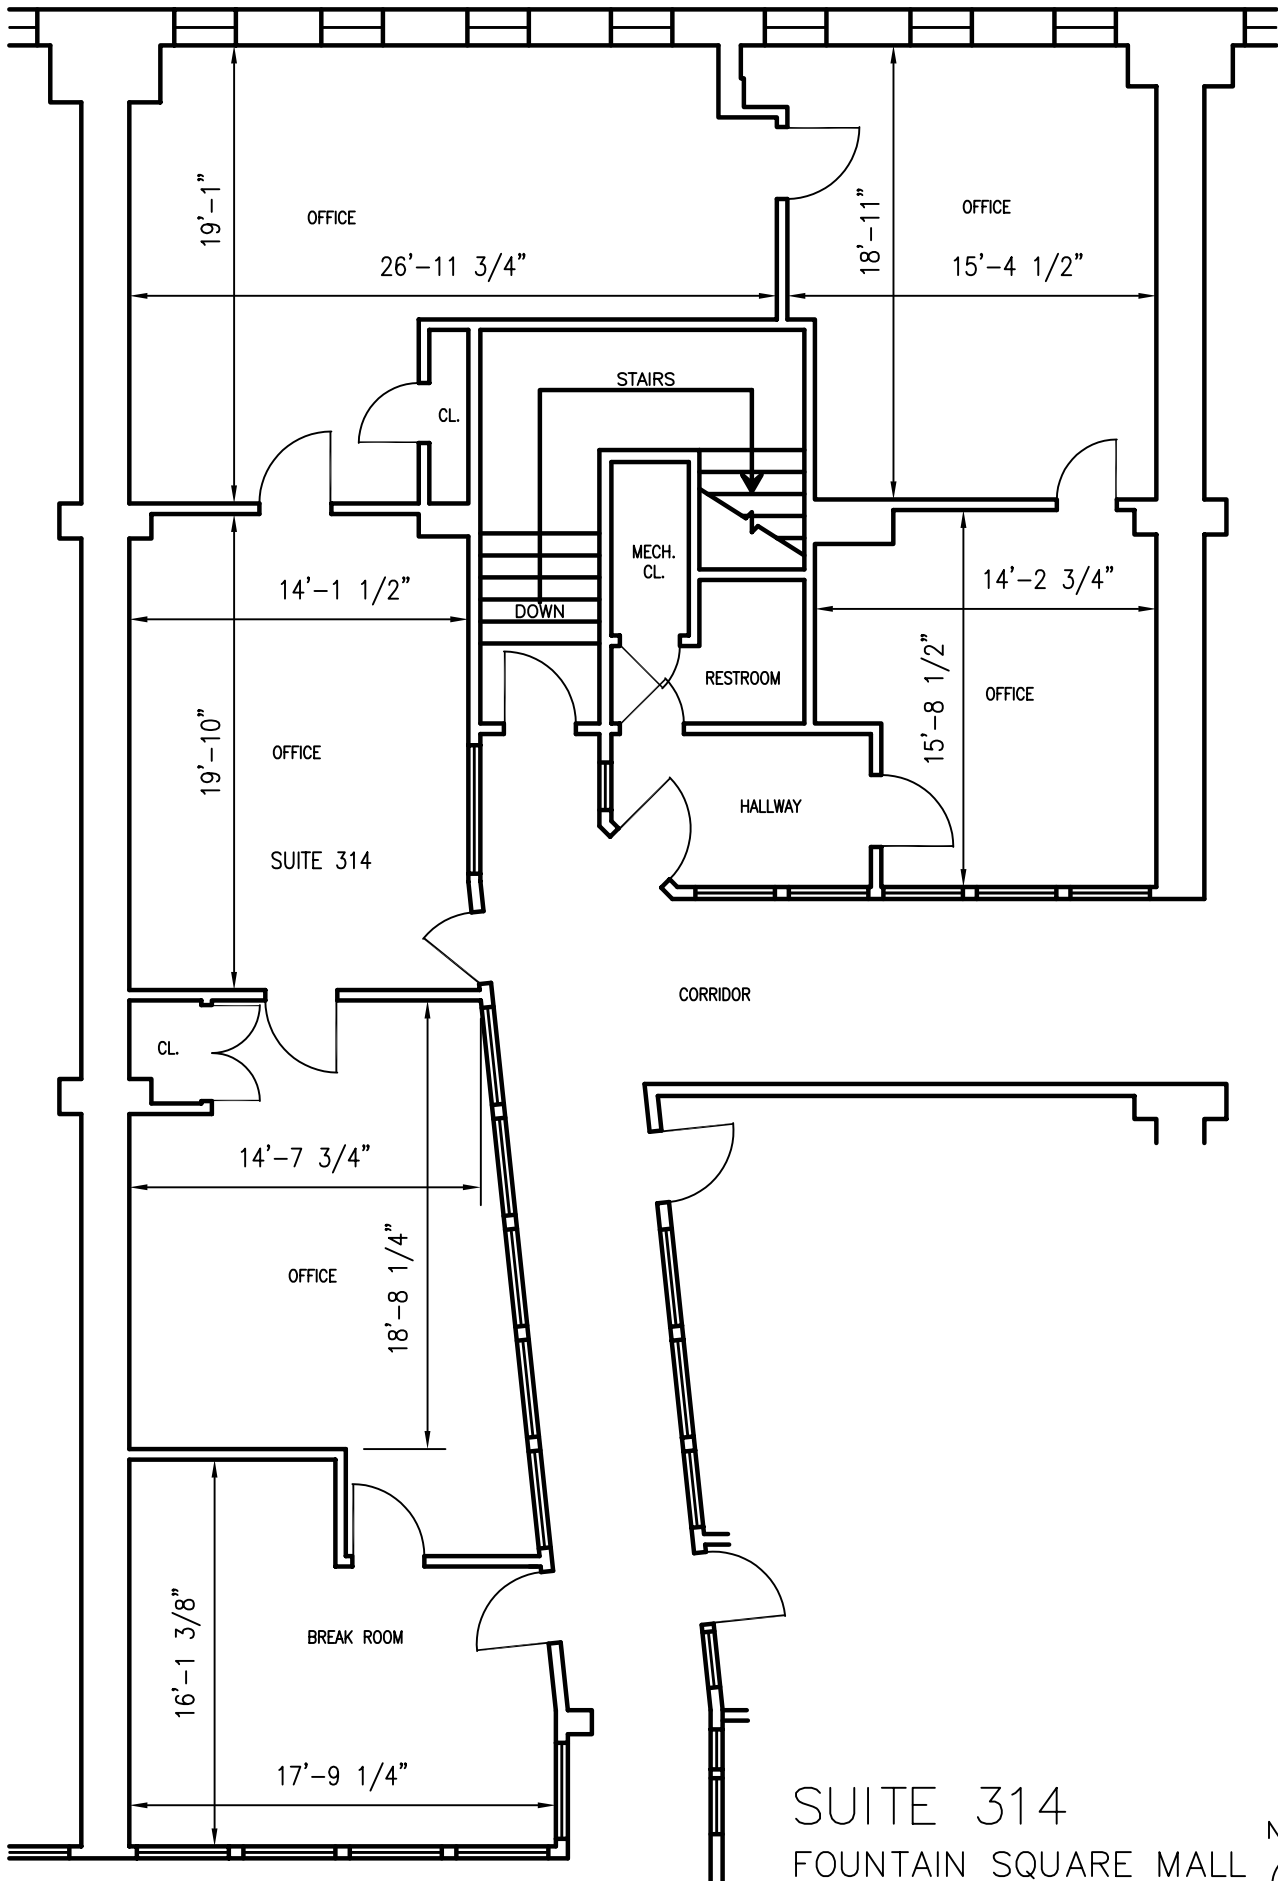 OFFICE
19'-1"
26'-11 3/4"
OFFICE
18'-11"
15'-4 1/2"
STAIRS
CL.
MECH.
CL.
DOWN
14'-1 1/2"
14'-2 3/4"
RESTROOM
OFFICE
15'-8 1/2"
19'-10"
OFFICE
HALLWAY
SUITE 314
CORRIDOR
CL.
14'-7 3/4"
OFFICE
18'-8 1/4"
BREAK ROOM
16'-1 3/8"
17'-9 1/4"
SUITE 314
FOUNTAIN SQUARE MALL
N